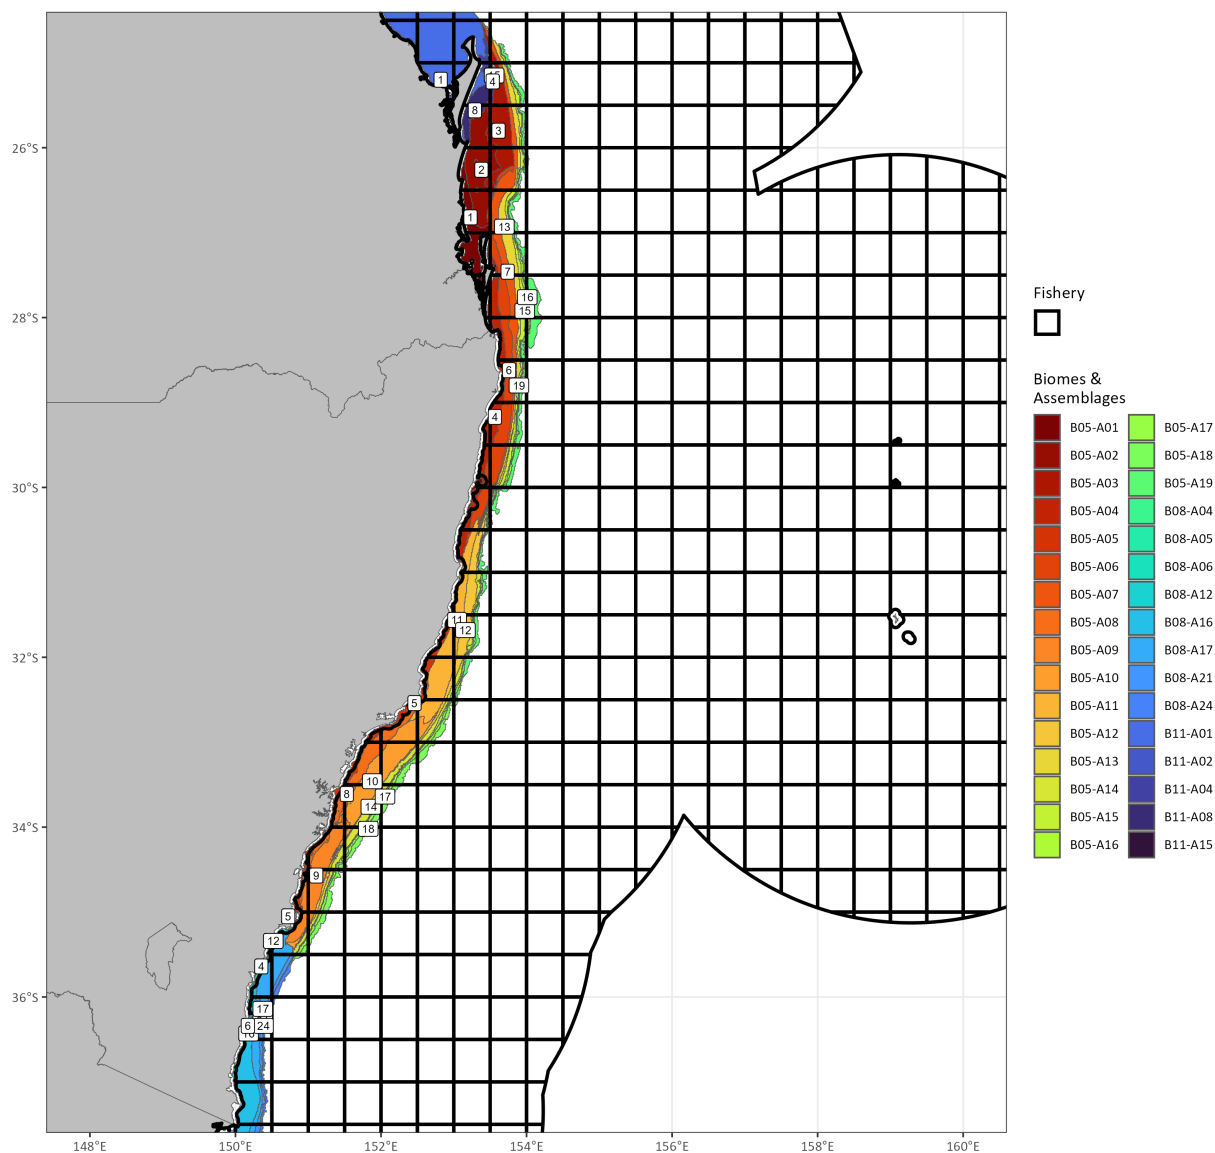 1
15
4
8
3
2
1
13
7
16
15
6
19
4
11
12
5
10
8
17
14
18
9
5
12
4
17
6 24
26°S
28°S
30°S
32°S
34°S
36°S
148°E 150°E 152°E 154°E 156°E 158°E 160°E
Fishery
Biomes &
Assemblages
B05-A01 B05-A17
B05-A02 B05-A18
B05-A03 B05-A19
B05-A04 B08-A04
B05-A05 B08-A05
B05-A06 B08-A06
B05-A07 B08-A12
B05-A08 B08-A16
B05-A09 B08-A17
B05-A10 B08-A21
B05-A11 B08-A24
B05-A12 B11-A01
B05-A13 B11-A02
B05-A14 B11-A04
B05-A15 B11-A08
B05-A16 B11-A15